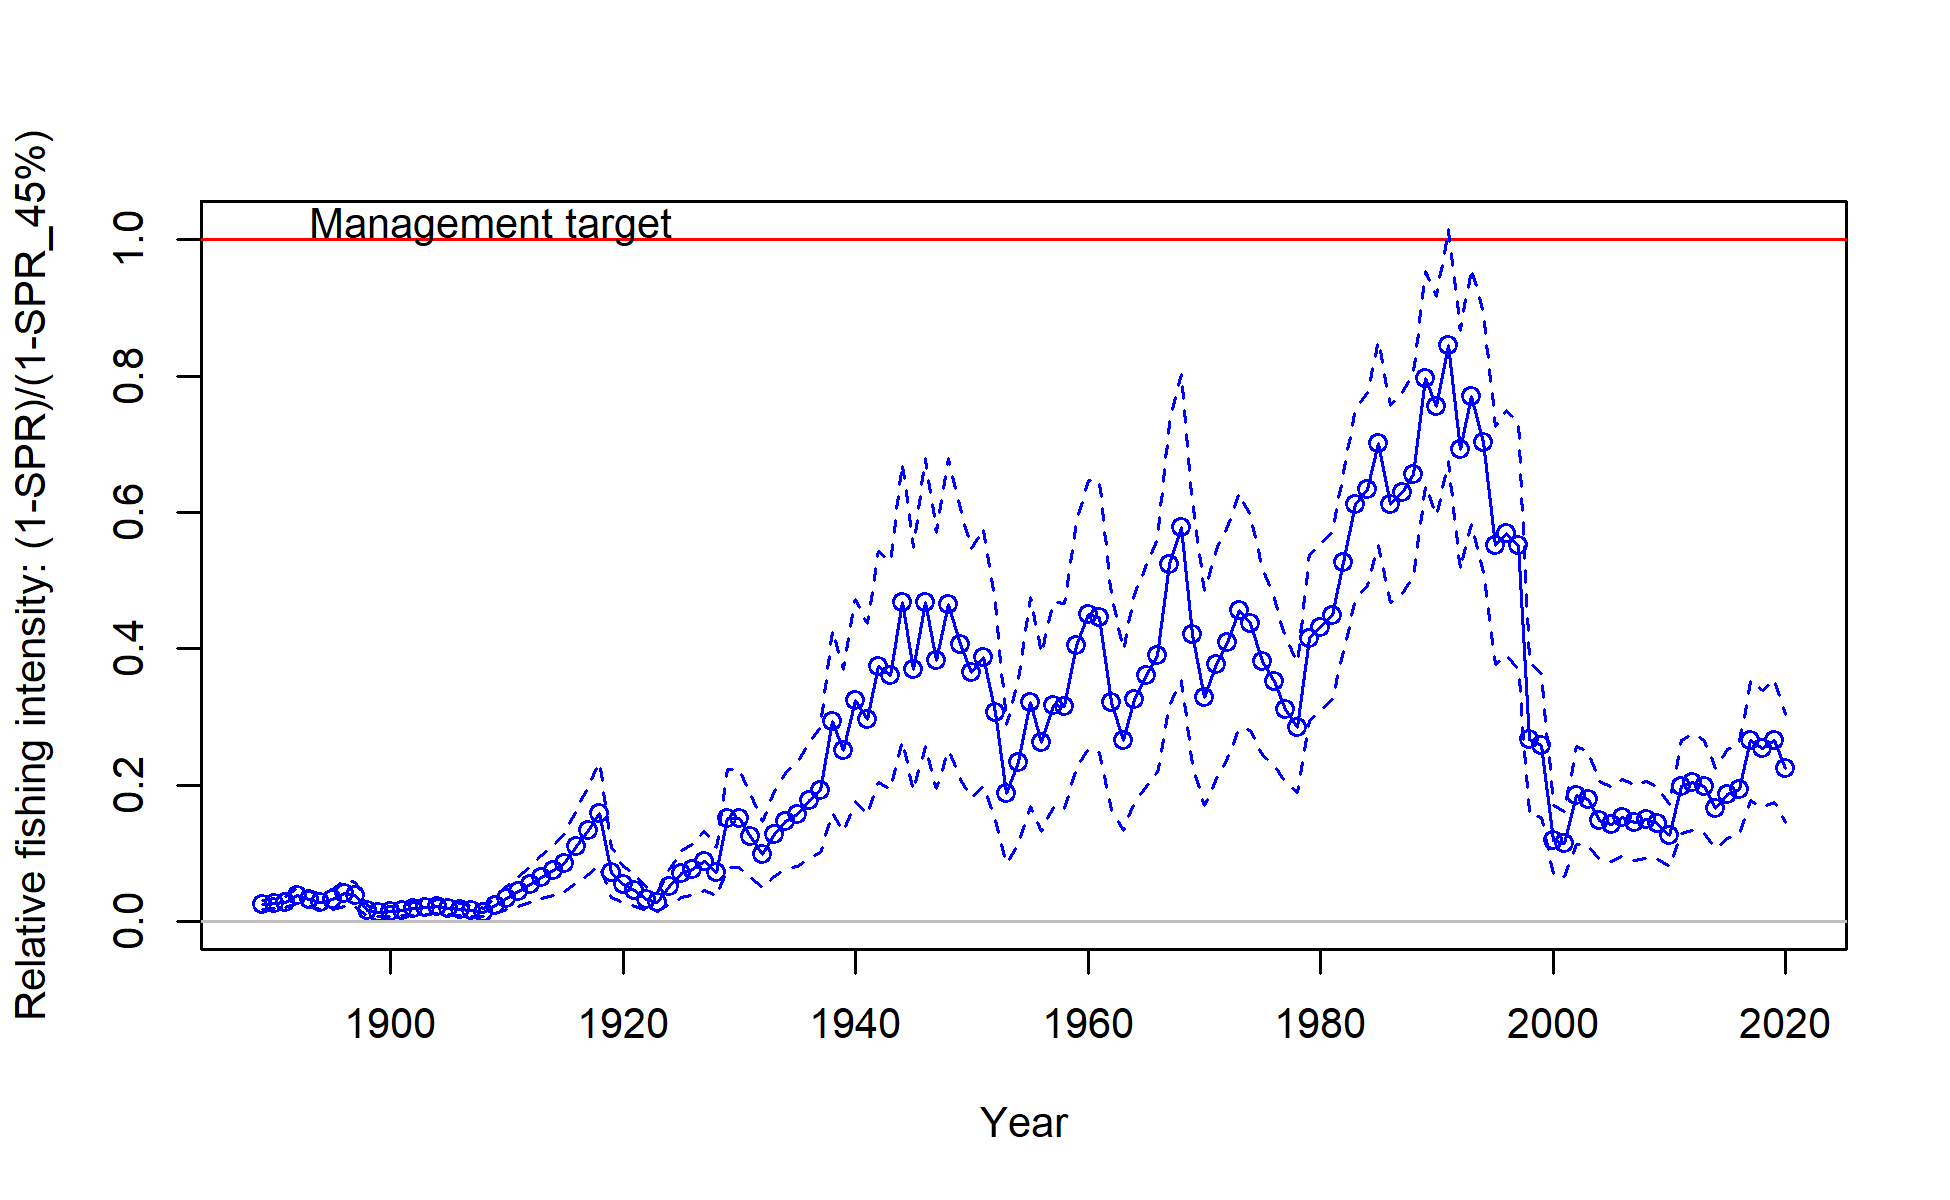 Relative fishing intensity: (1-SPR)/(1-SPR_45%)
1.0
0.8
0.6
0.4
0.2
0.0
Management target
1900 1920 1940 1960 1980 2000 2020
Year